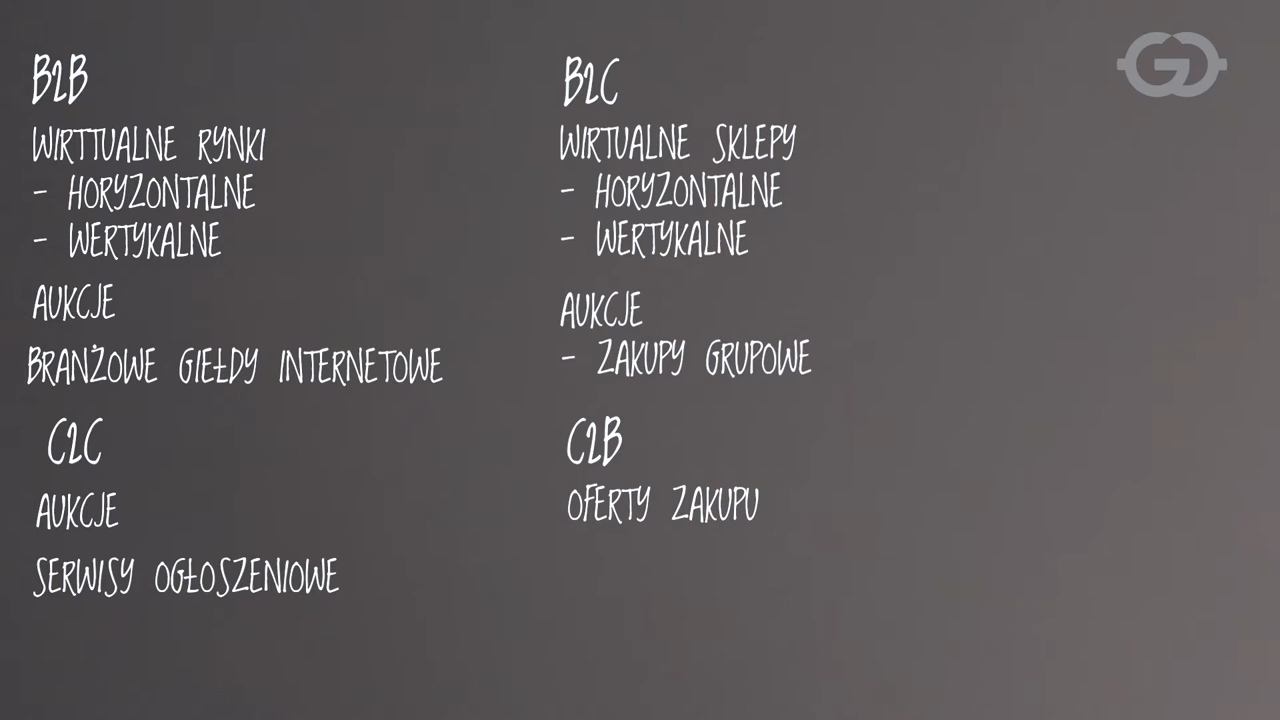 B2B
WIRTTUALNE RYNKI
- HORYZONTALNE
- WERTYKALNE
AUKCJE
BRANŻOWE GIEŁDY INTERNETOWE
B2C
WIRTUALNE SKLEPY
- HORYZONTALNE
- WERTYKALNE
AUKCJE
- ZAKUPY GRUPOWE
C2C
AUKCJE
SERWISY OGŁOSZENIOWE
C2B
OFERTY ZAKUPU